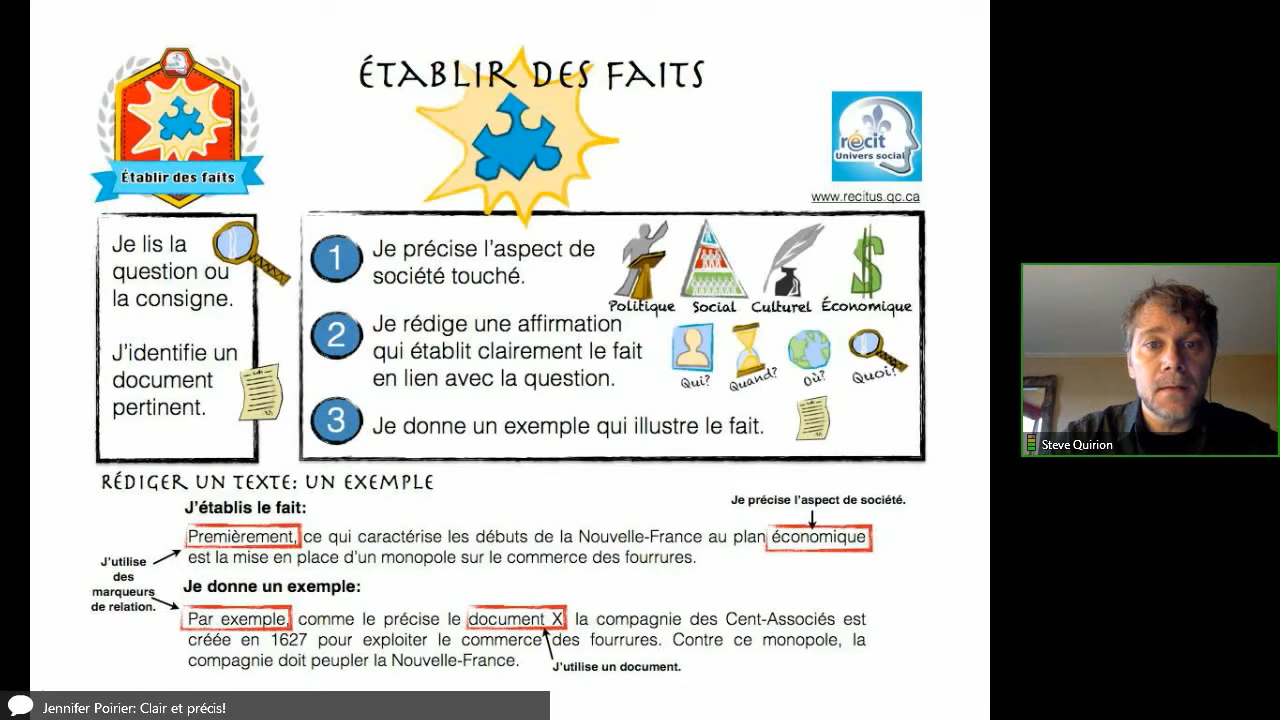 ÉTABLIR DES FAITS
Établir des faits
récit
Univers social
www.recitus.qc.ca
Je lis la
question ou
la consigne.
J'identifie un
document
pertinent.
1
Je précise l'aspect de
société touché.
Politique Social Culturel Économique
2
Je rédige une affirmation
qui établit clairement le fait
en lien avec la question.
Qui? Quand? Où? Quoi?
3
Je donne un exemple qui illustre le fait.
RÉDIGER UN TEXTE: UN EXEMPLE
Je précise l'aspect de société.
J'établis le fait:
Premièrement, ce qui caractérise les débuts de la Nouvelle-France au plan économique
est la mise en place d'un monopole sur le commerce des fourrures.
J'utilise
des
marqueurs
de relation.
Je donne un exemple:
Par exemple, comme le précise le document X la compagnie des Cent-Associés est
créée en 1627 pour exploiter le commerce des fourrures. Contre ce monopole, la
compagnie doit peupler la Nouvelle-France.
J'utilise un document.
Steve Quirion
Jennifer Poirier: Clair et précis!